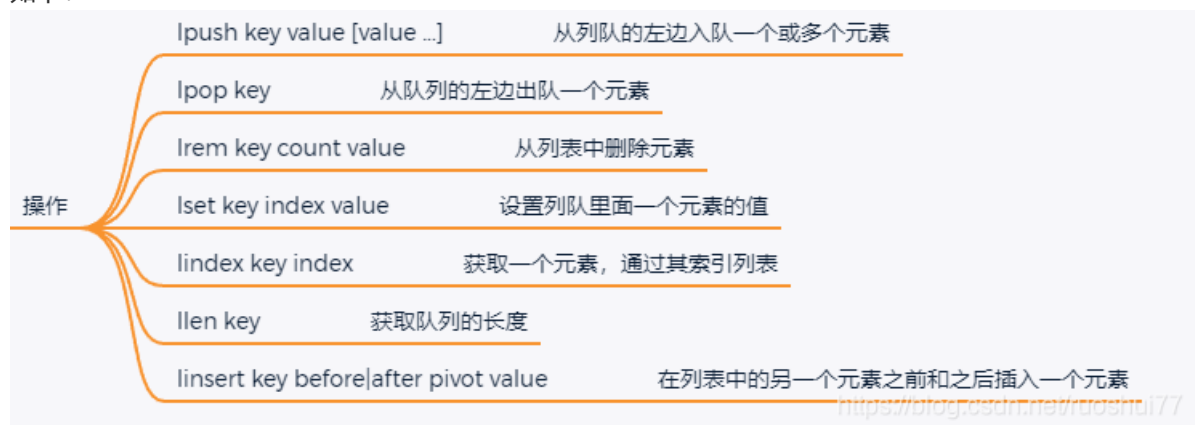 lpush key value [value ...] 从列队的左边入队一个或多个元素
lpop key 从队列的左边出队一个元素
lrem key count value 从列表中删除元素
操作 lset key index value 设置列队里面一个元素的值
lindex key index 获取一个元素，通过其索引列表
llen key 获取队列的长度
linsert key before|after pivot value 在列表中的另一个元素之前和之后插入一个元素
https://blog.csdn.net/ruoshui77